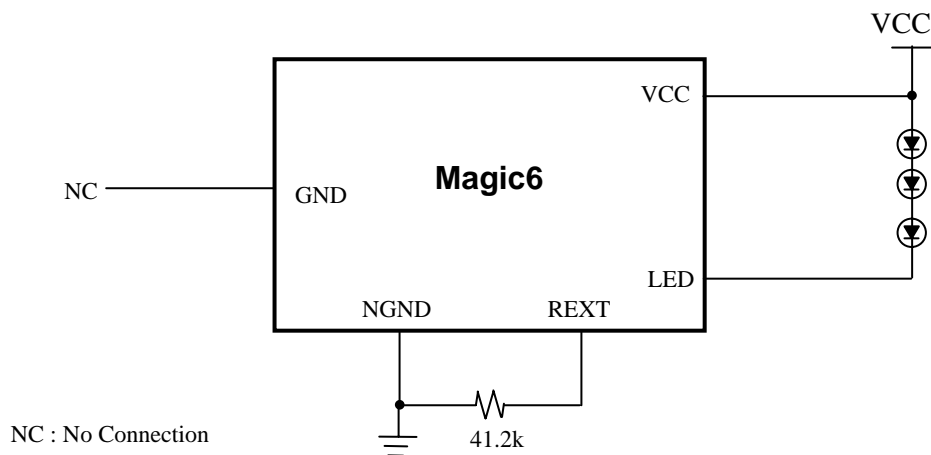 VCC
VCC
Magic6
NC
GND
LED
NGND
REXT
NC : No Connection
41.2k